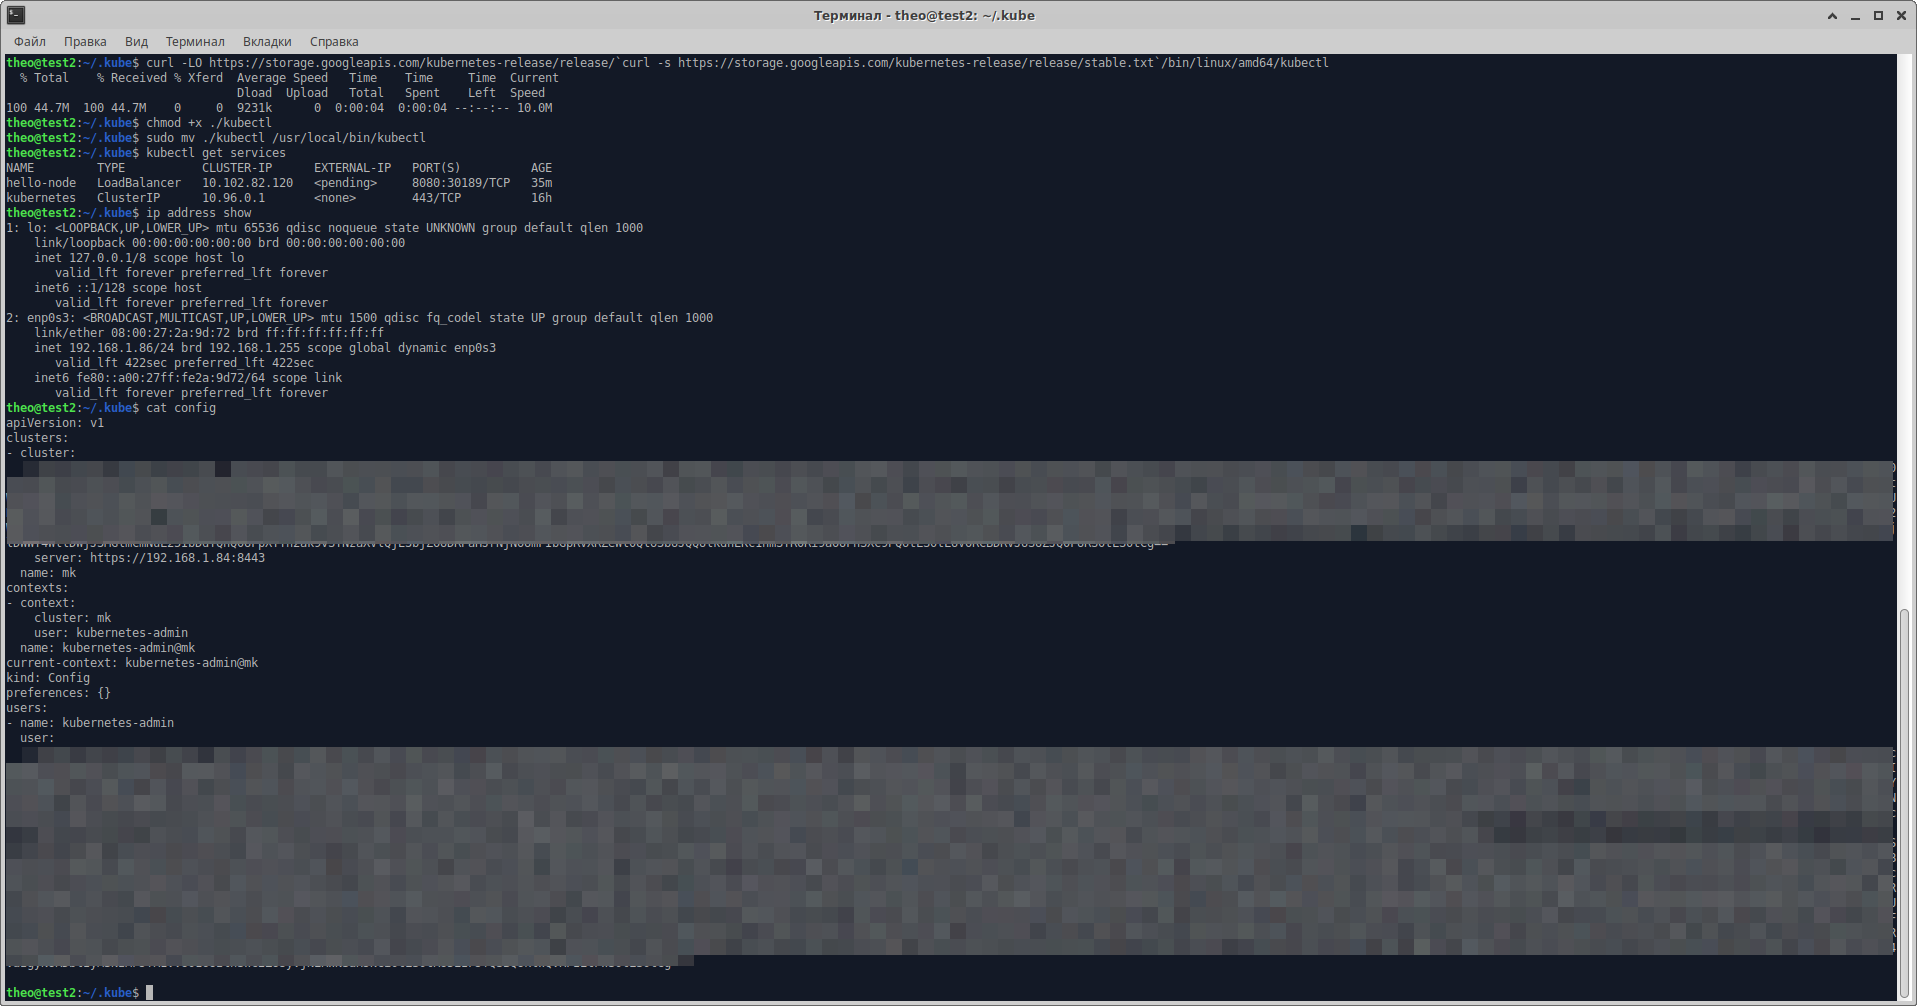 Терминал - theo@test2: ~/.kube
Файл Правка Вид Терминал Вкладки Справка
theo@test2:~/.kube$ curl -LO https://storage.googleapis.com/kubernetes-release/release/`curl -s https://storage.googleapis.com/kubernetes-release/release/stable.txt`/bin/linux/amd64/kubectl
  % Total    % Received % Xferd  Average Speed   Time    Time     Time  Current
                                 Dload  Upload   Total   Spent    Left  Speed
100 44.7M  100 44.7M    0     0  9231k      0  0:00:04  0:00:04 --:--:-- 10.0M
theo@test2:~/.kube$ chmod +x ./kubectl
theo@test2:~/.kube$ sudo mv ./kubectl /usr/local/bin/kubectl
theo@test2:~/.kube$ kubectl get services
NAME         TYPE           CLUSTER-IP      EXTERNAL-IP   PORT(S)          AGE
hello-node   LoadBalancer   10.102.82.120   <pending>     8080:30189/TCP   35m
kubernetes   ClusterIP      10.96.0.1       <none>        443/TCP          16h
theo@test2:~/.kube$ ip address show
1: lo: <LOOPBACK,UP,LOWER_UP> mtu 65536 qdisc noqueue state UNKNOWN group default qlen 1000
    link/loopback 00:00:00:00:00:00 brd 00:00:00:00:00:00
    inet 127.0.0.1/8 scope host lo
       valid_lft forever preferred_lft forever
    inet6 ::1/128 scope host
       valid_lft forever preferred_lft forever
2: enp0s3: <BROADCAST,MULTICAST,UP,LOWER_UP> mtu 1500 qdisc fq_codel state UP group default qlen 1000
    link/ether 08:00:27:2a:9d:72 brd ff:ff:ff:ff:ff:ff
    inet 192.168.1.86/24 brd 192.168.1.255 scope global dynamic enp0s3
       valid_lft 422sec preferred_lft 422sec
    inet6 fe80::a00:27ff:fe2a:9d72/64 scope link
       valid_lft forever preferred_lft forever
theo@test2:~/.kube$ cat config
apiVersion: v1
clusters:
- cluster:
    server: https://192.168.1.84:8443
  name: mk
contexts:
- context:
    cluster: mk
    user: kubernetes-admin
  name: kubernetes-admin@mk
current-context: kubernetes-admin@mk
kind: Config
preferences: {}
users:
- name: kubernetes-admin
  user:
theo@test2:~/.kube$